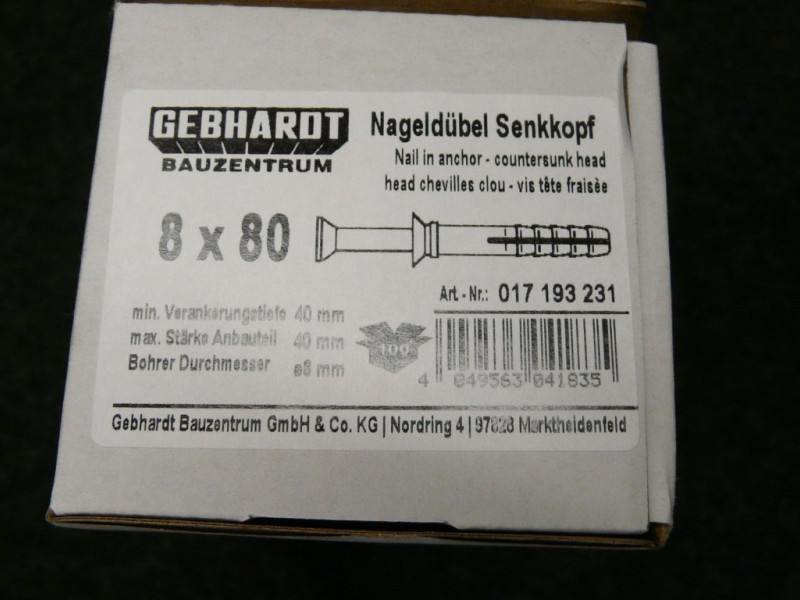 GEBHARDT
BAUZENTRUM
Nageldübel Senkkopf
Nail in anchor - countersunk head
head chevilles clou - vis tête fraisèe
8 x 80
Art.-Nr.: 017 193 231
min. Verankerungstiefe 40 mm
max. Stärke Anbauteil 40 mm
Bohrer Durchmesser ø8 mm
100
4 049563 041835
Gebhardt Bauzentrum GmbH & Co. KG | Nordring 4 | 97828 Marktheidenfeld